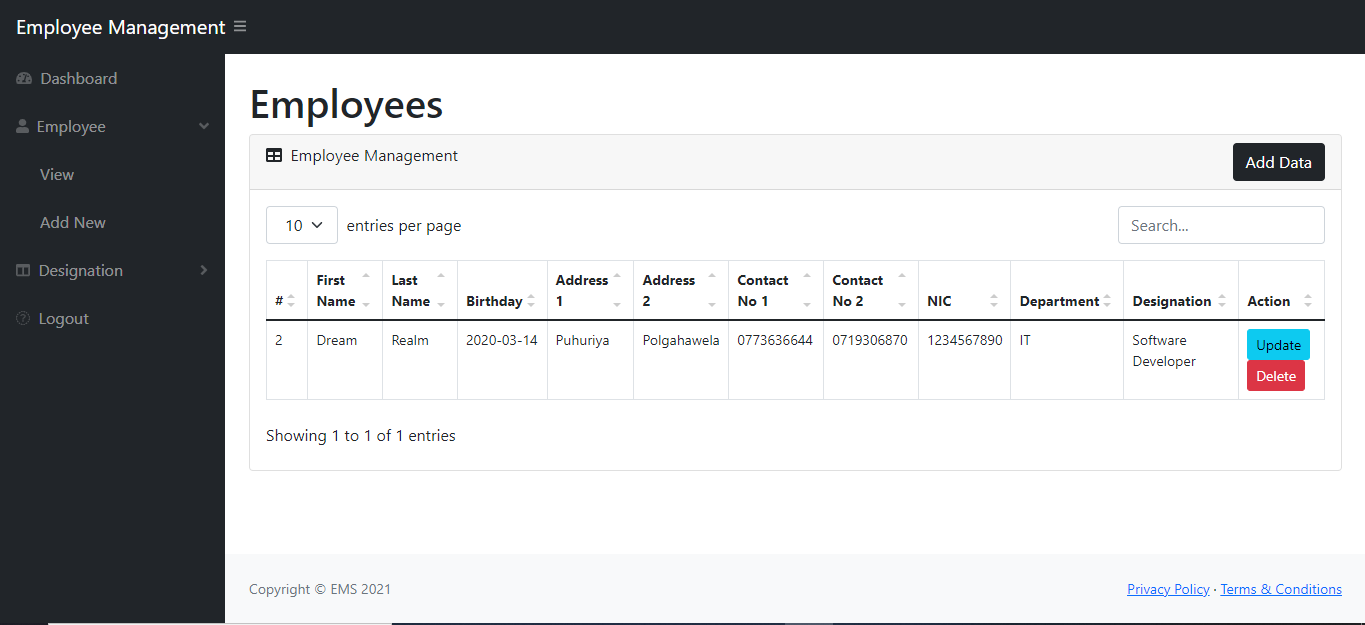 Employee Management
Dashboard
Employee
View
Add New
Designation
Logout
Employees
Employee Management
Add Data
10 entries per page
Search...
# First Name Last Name Birthday Address 1 Address 2 Contact No 1 Contact No 2 NIC Department Designation Action
2 Dream Realm 2020-03-14 Puhuriya Polgahawela 0773636644 0719306870 1234567890 IT Software Developer Update
Delete
Showing 1 to 1 of 1 entries
Copyright © EMS 2021
Privacy Policy · Terms & Conditions